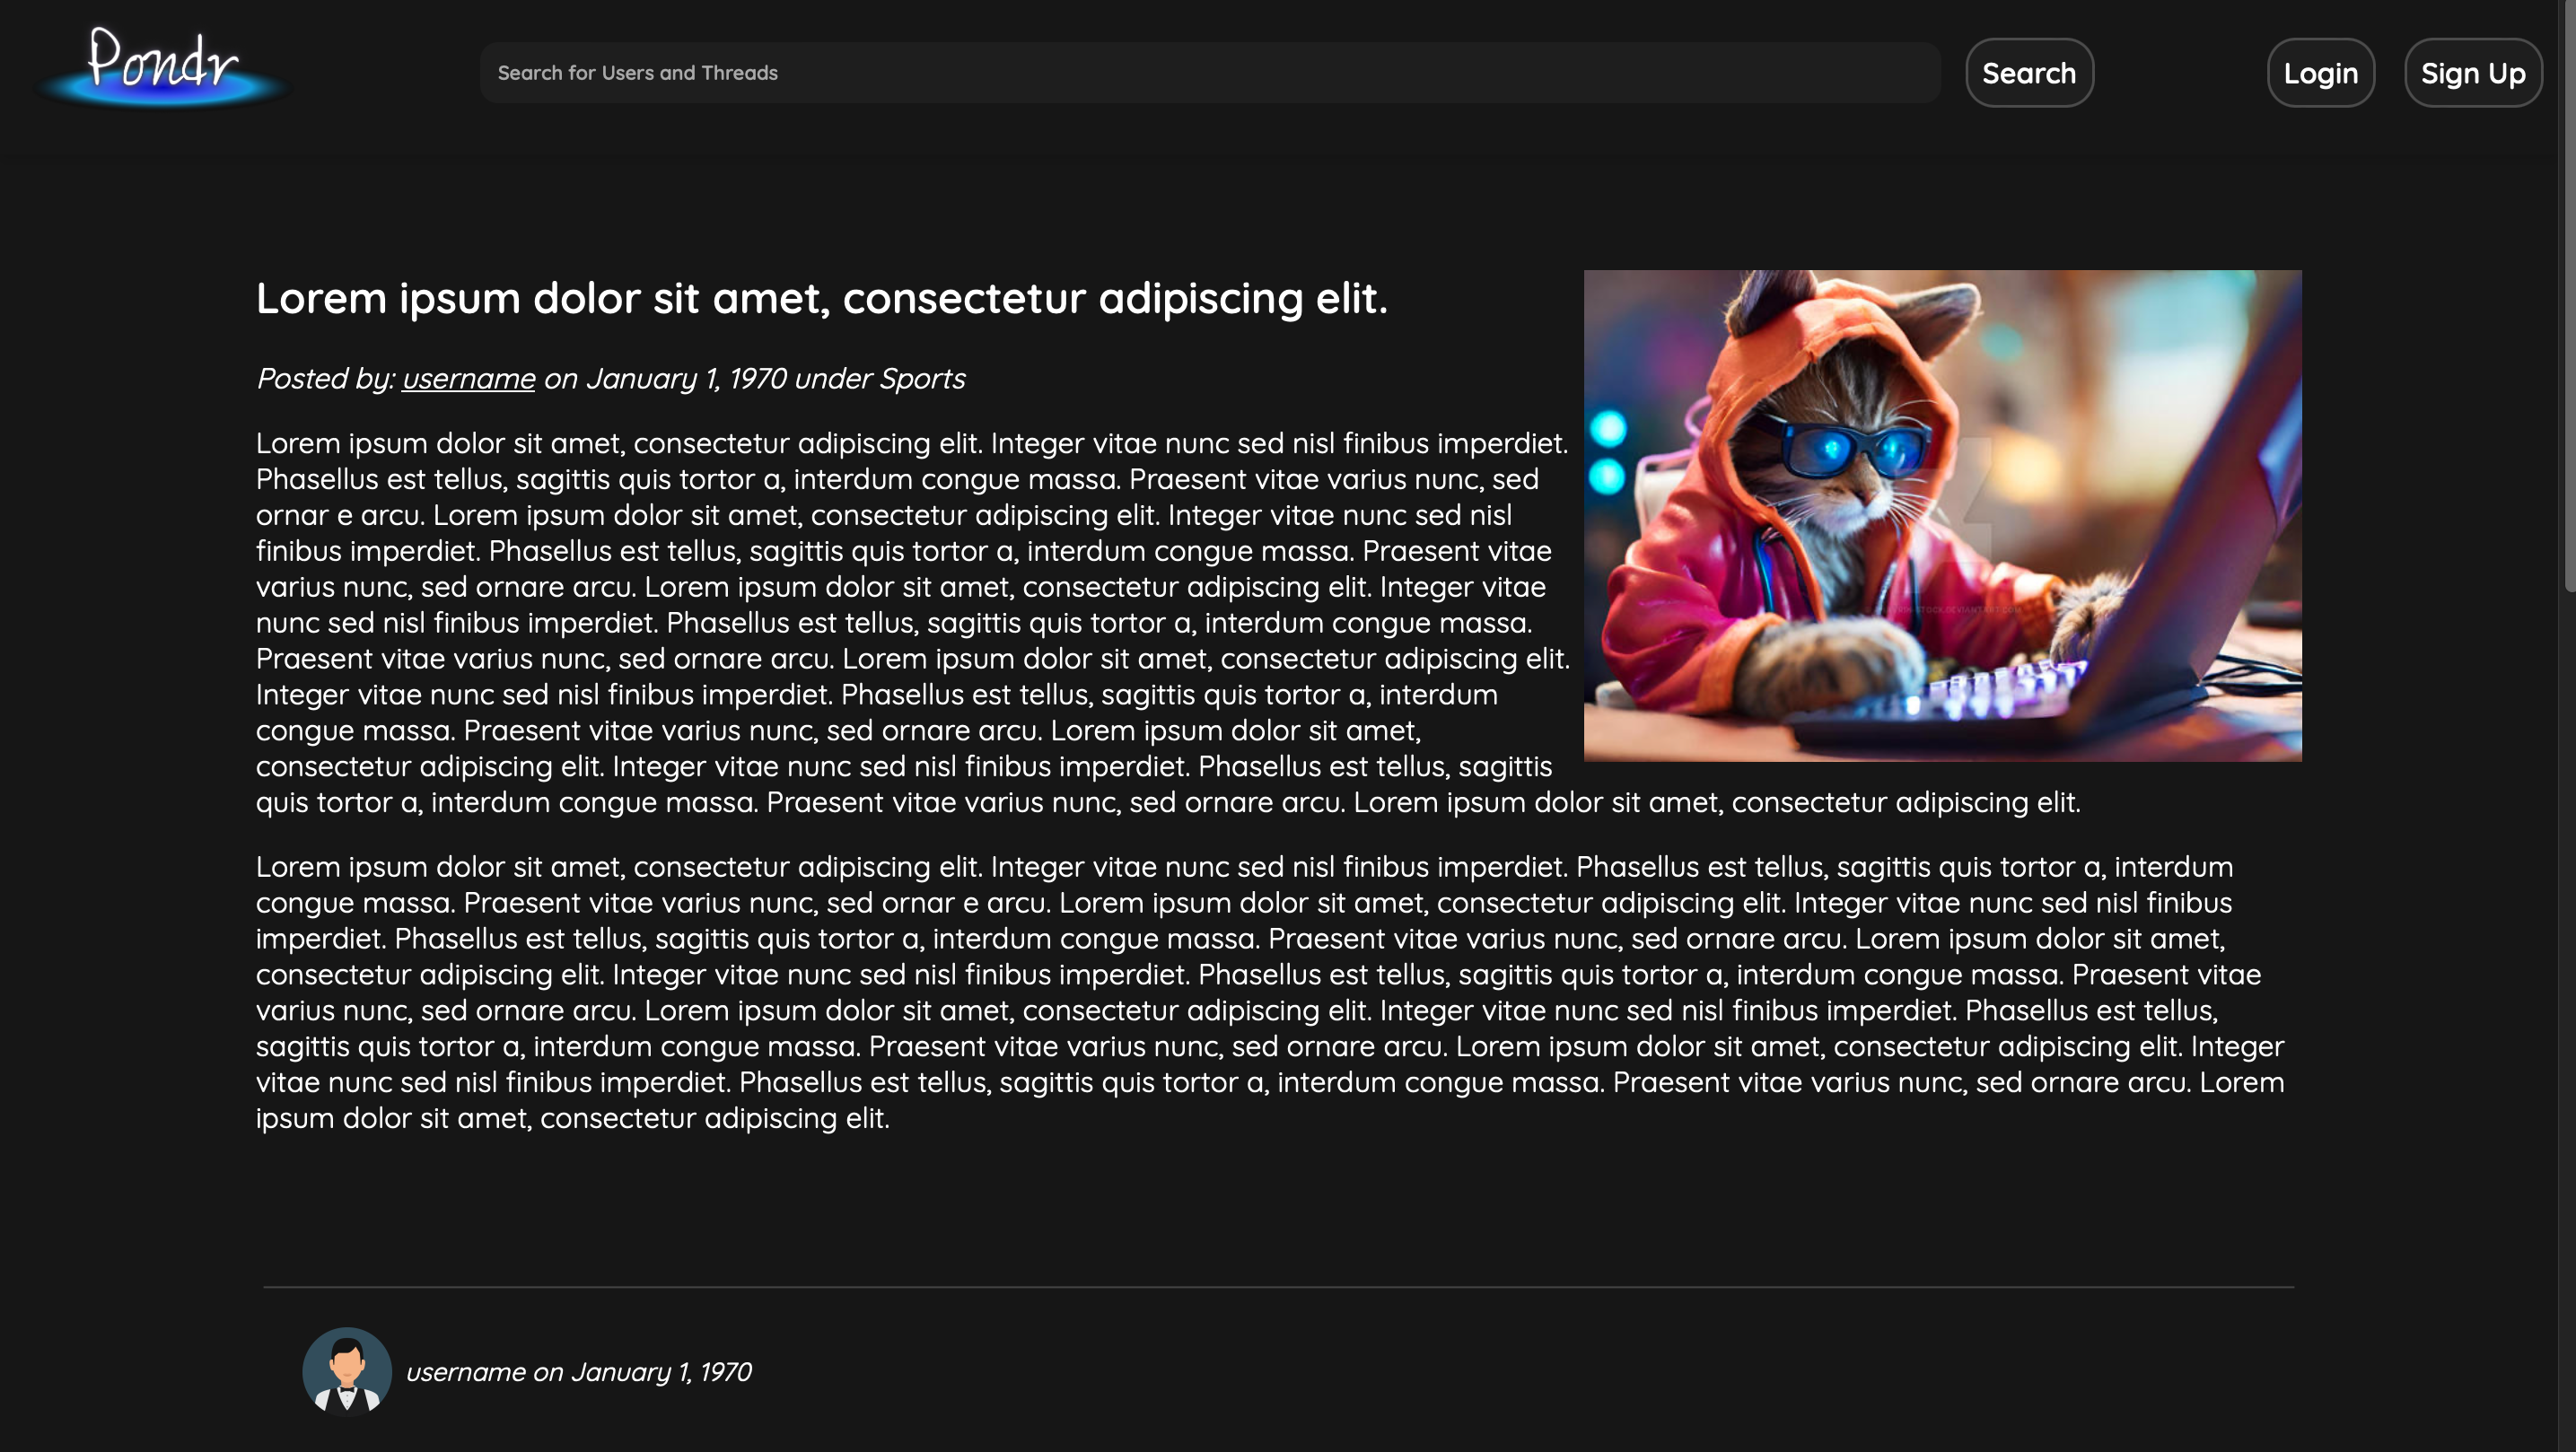 Pondr
Search for Users and Threads
Search
Login
Sign Up
Lorem ipsum dolor sit amet, consectetur adipiscing elit.
Posted by: username on January 1, 1970 under Sports
Lorem ipsum dolor sit amet, consectetur adipiscing elit. Integer vitae nunc sed nisl finibus imperdiet.
Phasellus est tellus, sagittis quis tortor a, interdum congue massa. Praesent vitae varius nunc, sed
ornar e arcu. Lorem ipsum dolor sit amet, consectetur adipiscing elit. Integer vitae nunc sed nisl
finibus imperdiet. Phasellus est tellus, sagittis quis tortor a, interdum congue massa. Praesent vitae
varius nunc, sed ornare arcu. Lorem ipsum dolor sit amet, consectetur adipiscing elit. Integer vitae
nunc sed nisl finibus imperdiet. Phasellus est tellus, sagittis quis tortor a, interdum congue massa.
Praesent vitae varius nunc, sed ornare arcu. Lorem ipsum dolor sit amet, consectetur adipiscing elit.
Integer vitae nunc sed nisl finibus imperdiet. Phasellus est tellus, sagittis quis tortor a, interdum
congue massa. Praesent vitae varius nunc, sed ornare arcu. Lorem ipsum dolor sit amet,
consectetur adipiscing elit. Integer vitae nunc sed nisl finibus imperdiet. Phasellus est tellus, sagittis
quis tortor a, interdum congue massa. Praesent vitae varius nunc, sed ornare arcu. Lorem ipsum dolor sit amet, consectetur adipiscing elit.
Lorem ipsum dolor sit amet, consectetur adipiscing elit. Integer vitae nunc sed nisl finibus imperdiet. Phasellus est tellus, sagittis quis tortor a, interdum
congue massa. Praesent vitae varius nunc, sed ornar e arcu. Lorem ipsum dolor sit amet, consectetur adipiscing elit. Integer vitae nunc sed nisl finibus
imperdiet. Phasellus est tellus, sagittis quis tortor a, interdum congue massa. Praesent vitae varius nunc, sed ornare arcu. Lorem ipsum dolor sit amet,
consectetur adipiscing elit. Integer vitae nunc sed nisl finibus imperdiet. Phasellus est tellus, sagittis quis tortor a, interdum congue massa. Praesent vitae
varius nunc, sed ornare arcu. Lorem ipsum dolor sit amet, consectetur adipiscing elit. Integer vitae nunc sed nisl finibus imperdiet. Phasellus est tellus,
sagittis quis tortor a, interdum congue massa. Praesent vitae varius nunc, sed ornare arcu. Lorem ipsum dolor sit amet, consectetur adipiscing elit. Integer
vitae nunc sed nisl finibus imperdiet. Phasellus est tellus, sagittis quis tortor a, interdum congue massa. Praesent vitae varius nunc, sed ornare arcu. Lorem
ipsum dolor sit amet, consectetur adipiscing elit.
username on January 1, 1970